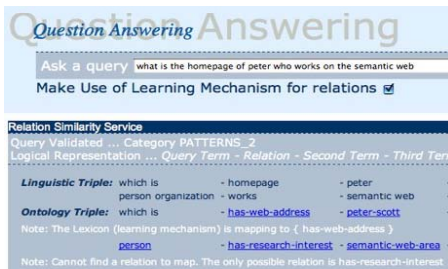 Question Answering
Question Answering
Ask a query what is the homepage of peter who works on the semantic web
Make Use of Learning Mechanism for relations
Relation Similarity Service
Query Validated ... Category PATTERNS_2
Logical Representation ... Query Term - Relation - Second Term - Third
Linguistic Triple: which is - homepage - peter
person organization - works - semantic web -
Ontology Triple: which is - has-web-address - peter-scott
Note: The Lexicon (learning mechanism) is mapping to { has-web-address }
person - has-research-interest - semantic-web-area -
Note: Cannot find a relation to map. The only possible relation is has-research-interest